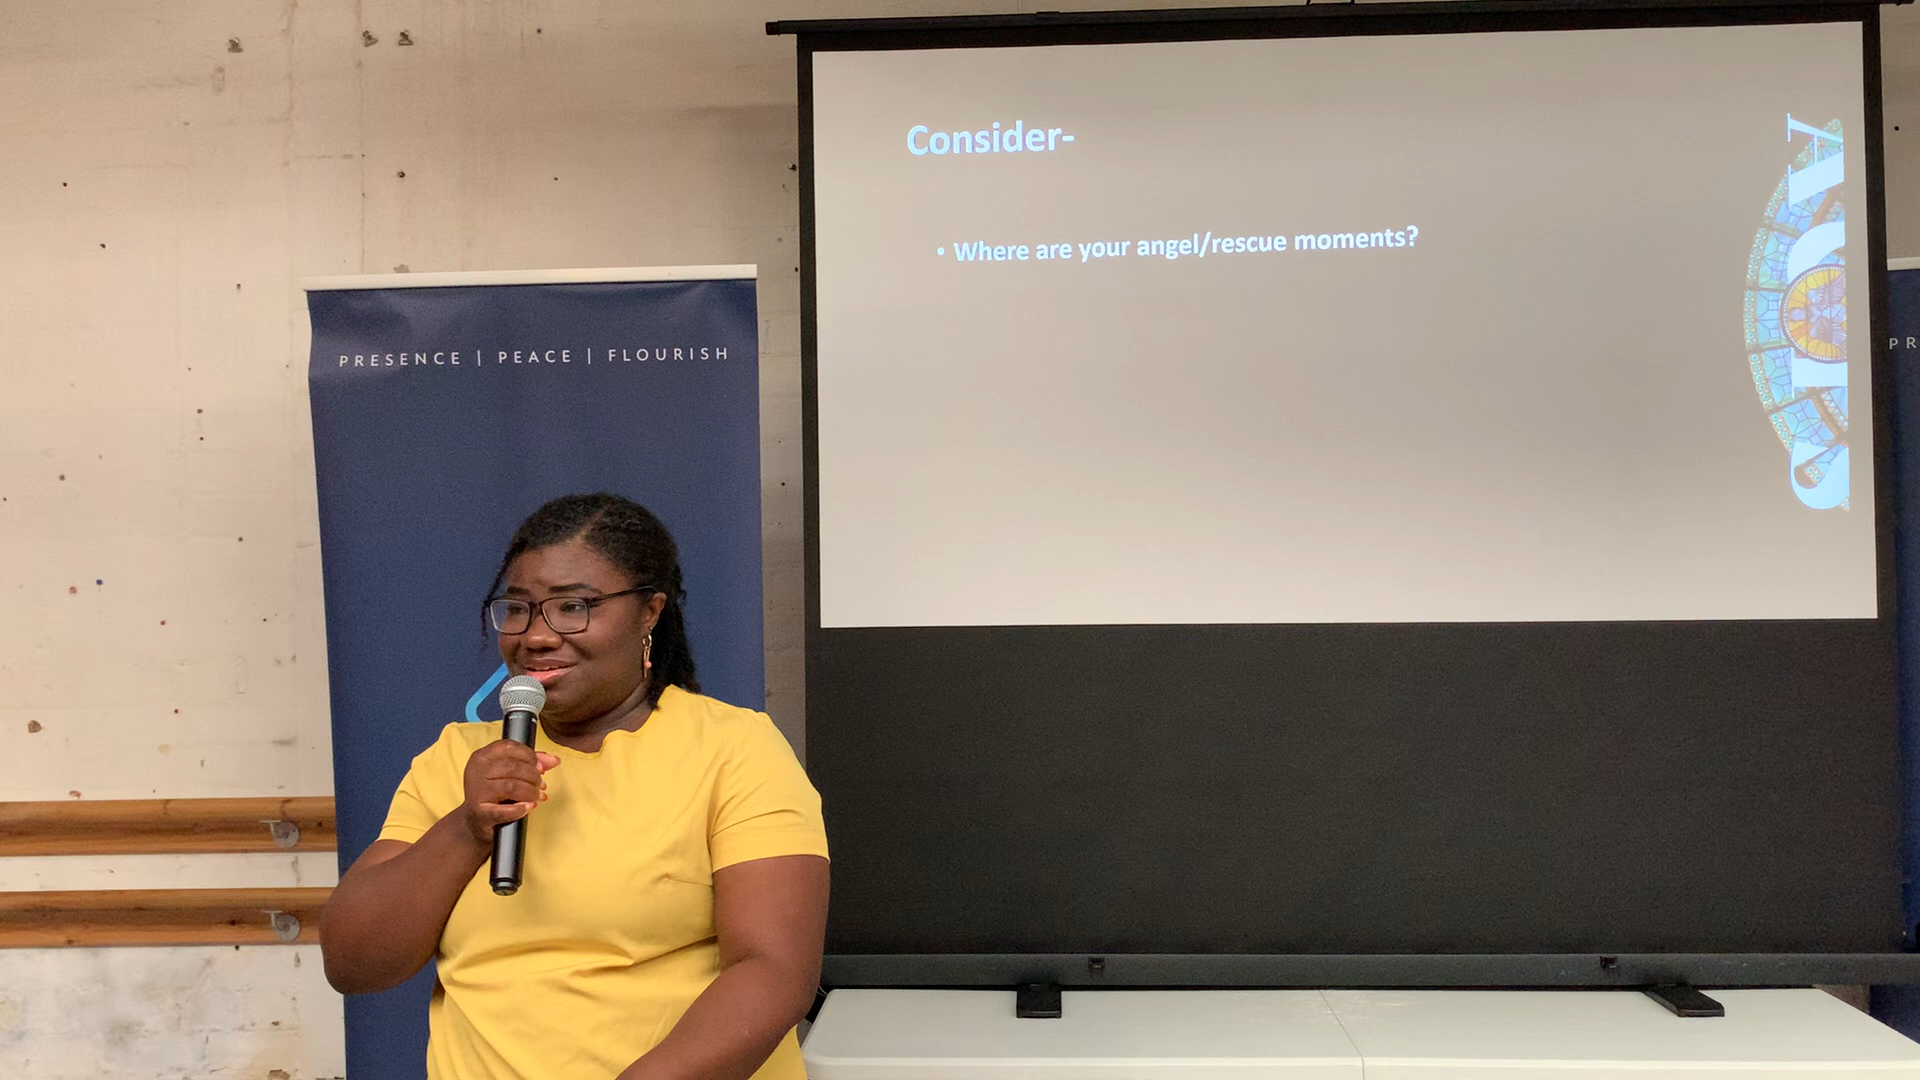 Consider-
• Where are your angel/rescue moments?
PRESENCE | PEACE | FLOURISH
PR